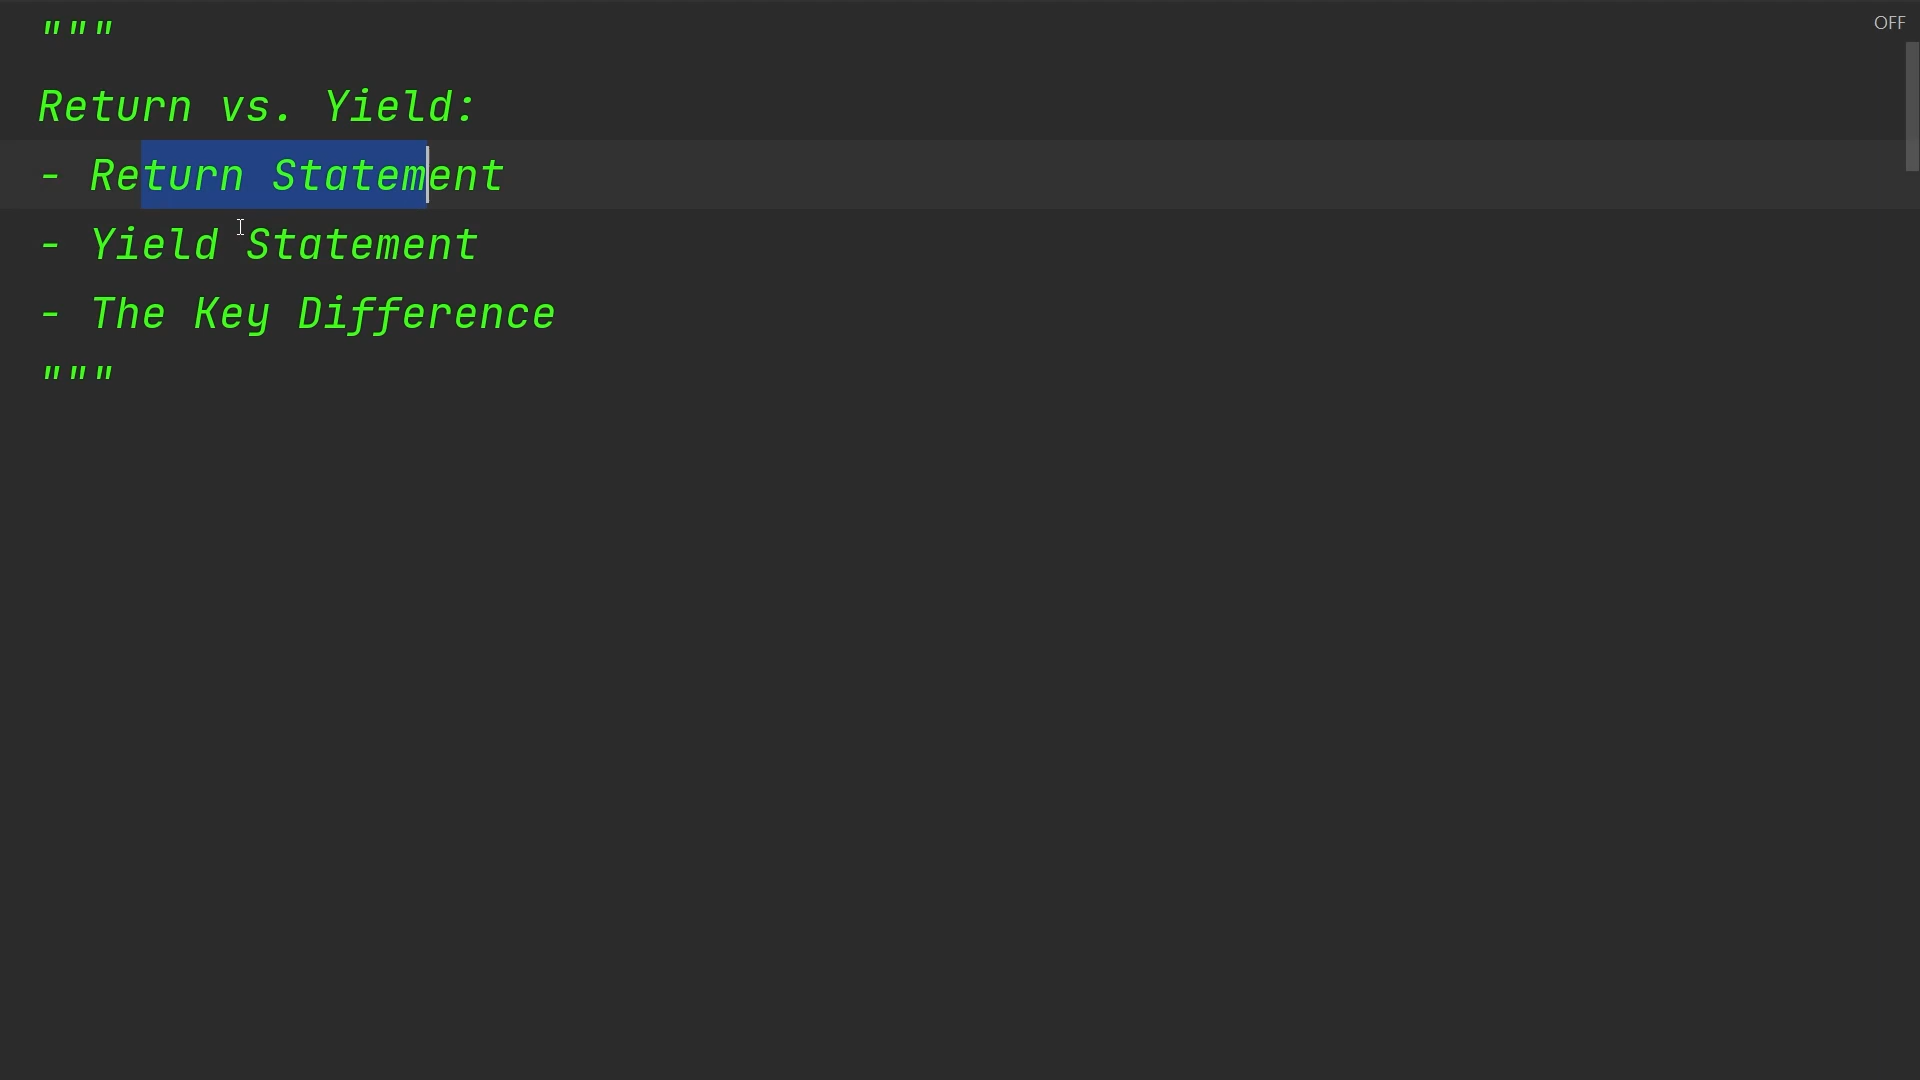 """
OFF
Return vs. Yield:
- Return Statement
- Yield Statement
- The Key Difference
"""